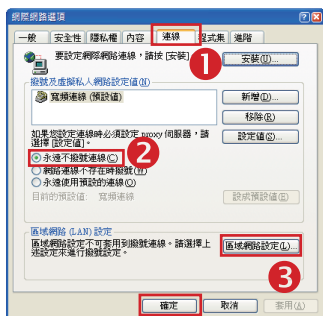 網際網路選項
一般 安全性 隱私權 內容 連線 程式集 進階
要設定網際網路連線，請按 [安裝]
安裝(U)...
1
撥號及虛擬私人網路設定值(N)
寬頻連線 (預設值)
新增(D)...
移除(R)
如果您設定連線時必須設定 proxy 伺服器，請
選擇 [設定值]。
設定值(S)...
永遠不撥號連線(C)
2
網路連線不存在時撥號(W)
永遠使用預設的連線(O)
目前的預設值: 寬頻連線
設成預設值(E)
區域網路 (LAN) 設定
區域網路設定不可套用到撥號連線。請選擇上
述設定來進行撥號設定。
區域網路設定(L)...
3
確定 取消 套用(A)